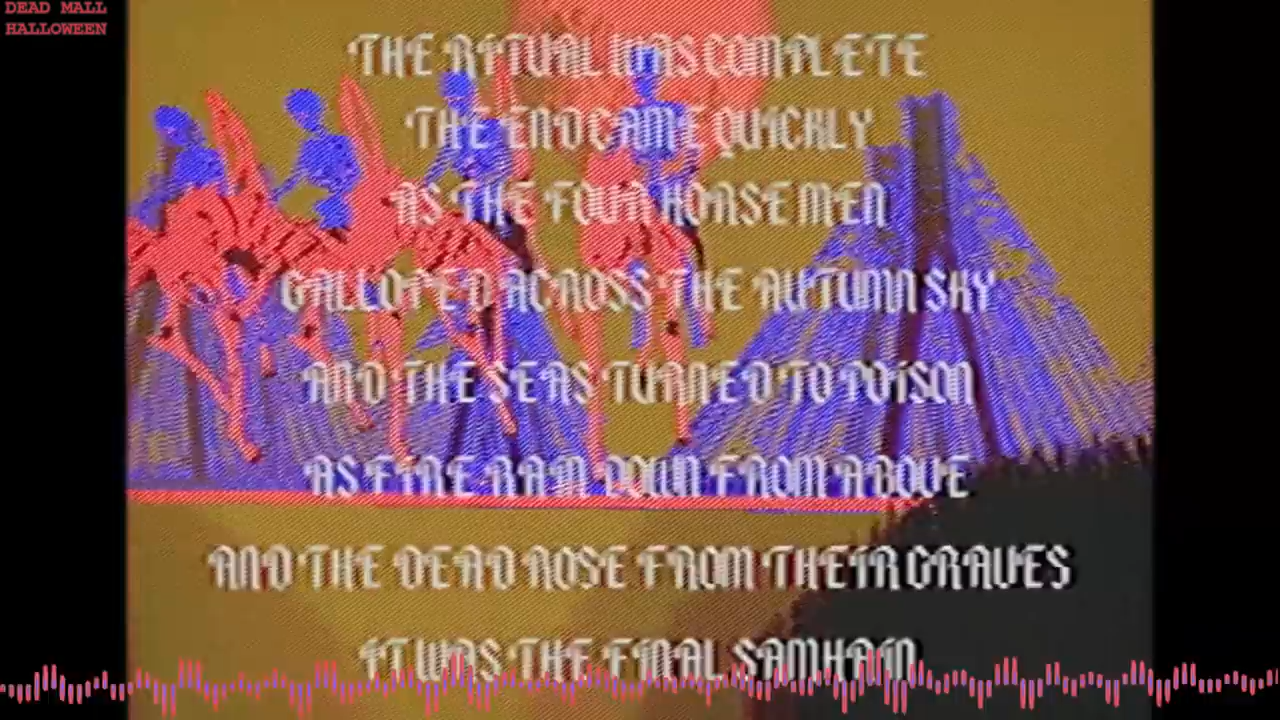 DEAD MALL
HALLOWEEN
THE RITUAL WAS COMPLETE
THE END CAME QUICKLY
AS THE FOUR HORSE MEN
GALLOPED ACROSS THE AUTUMN SKY
AND THE SEAS TURNED TO POISON
AS FIRE RAIN DOWN FROM ABOVE
AND THE DEAD ROSE FROM THEIR GRAVES
IT WAS THE FINAL SAMHAIN